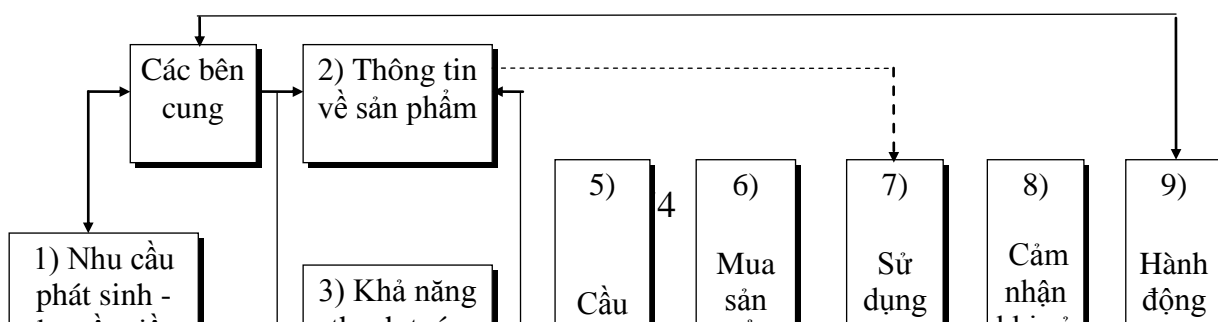 Các bên
cung
2) Thông tin
về sản phẩm
1) Nhu cầu
phát sinh -
3) Khả năng
5)
Cầu
4
6)
Mua
sản
7)
Sử
dụng
8)
Cảm
nhận
9)
Hành
động